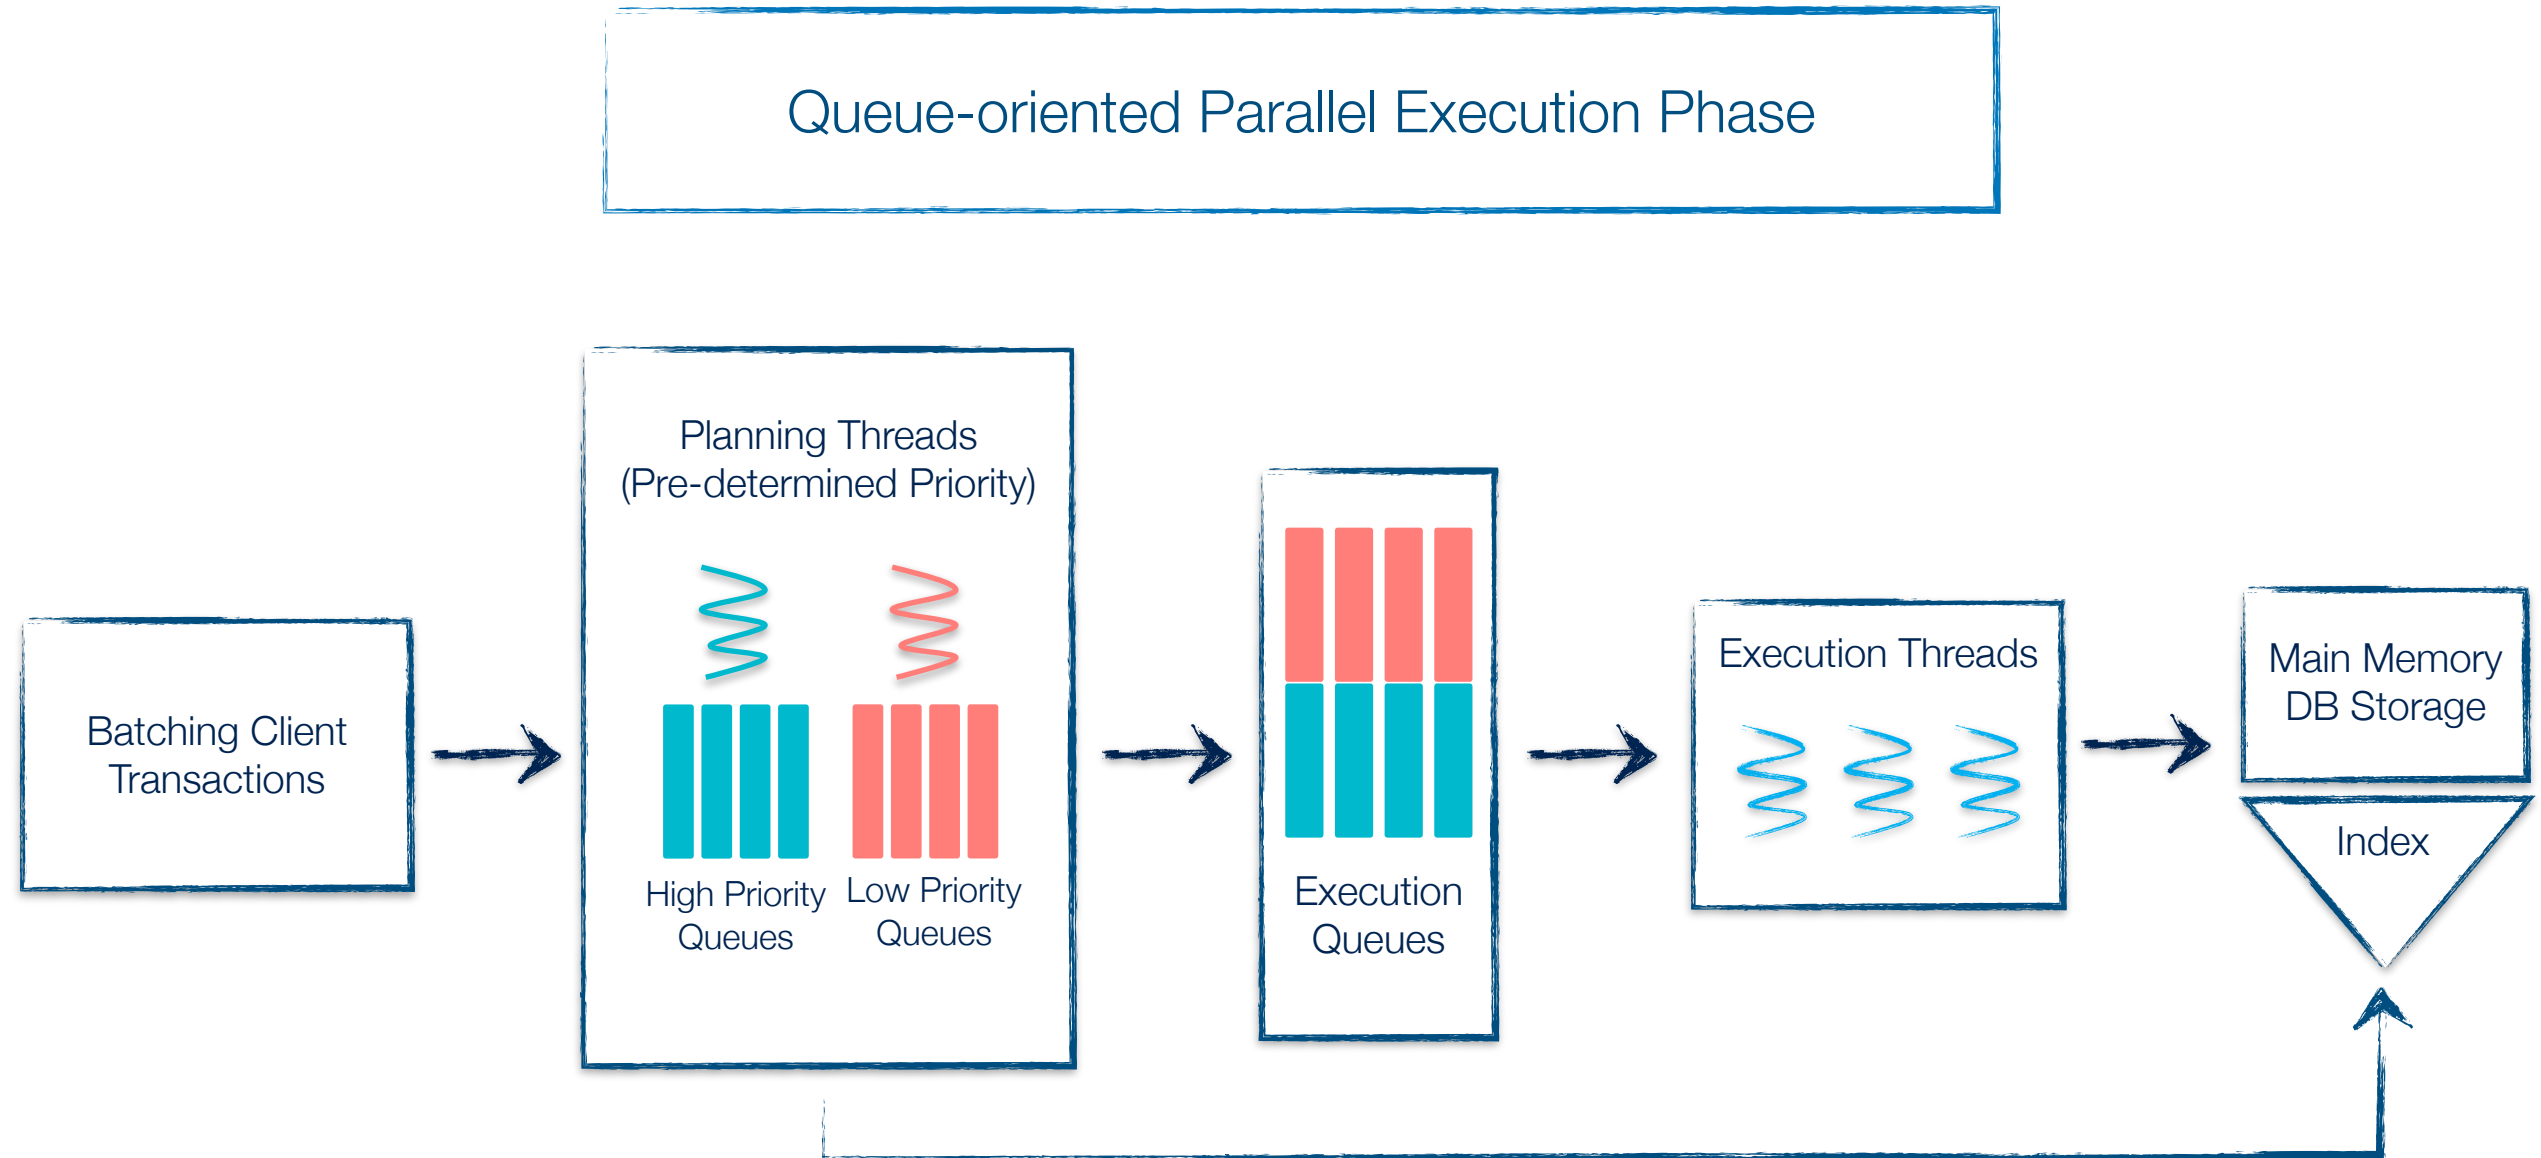 Queue-oriented Parallel Execution Phase
Batching Client
Transactions
Planning Threads
(Pre-determined Priority)
High Priority
Queues
Low Priority
Queues
Execution
Queues
Execution Threads
Main Memory
DB Storage
Index